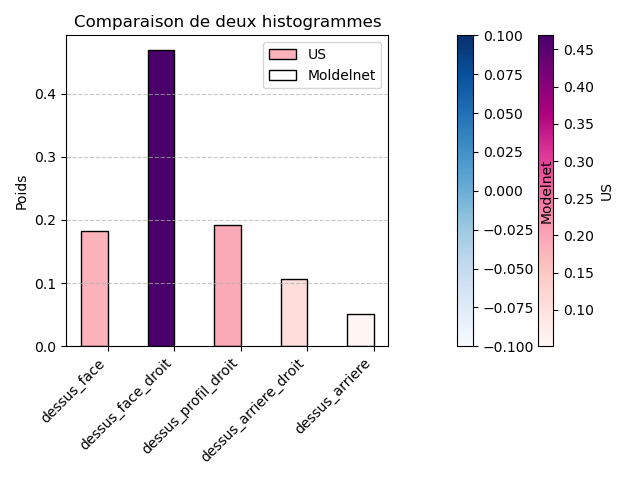 Comparaison de deux histogrammes
US
Moldelnet
Poids
0.4
0.3
0.2
0.1
0.0
dessus_face
dessus_face_droit
dessus_profil_droit
dessus_arriere_droit
dessus_arriere
0.100
0.075
0.050
0.025
0.000
−0.025
−0.050
−0.075
−0.100
Modelnet
0.45
0.40
0.35
0.30
0.25
0.20
0.15
0.10
US